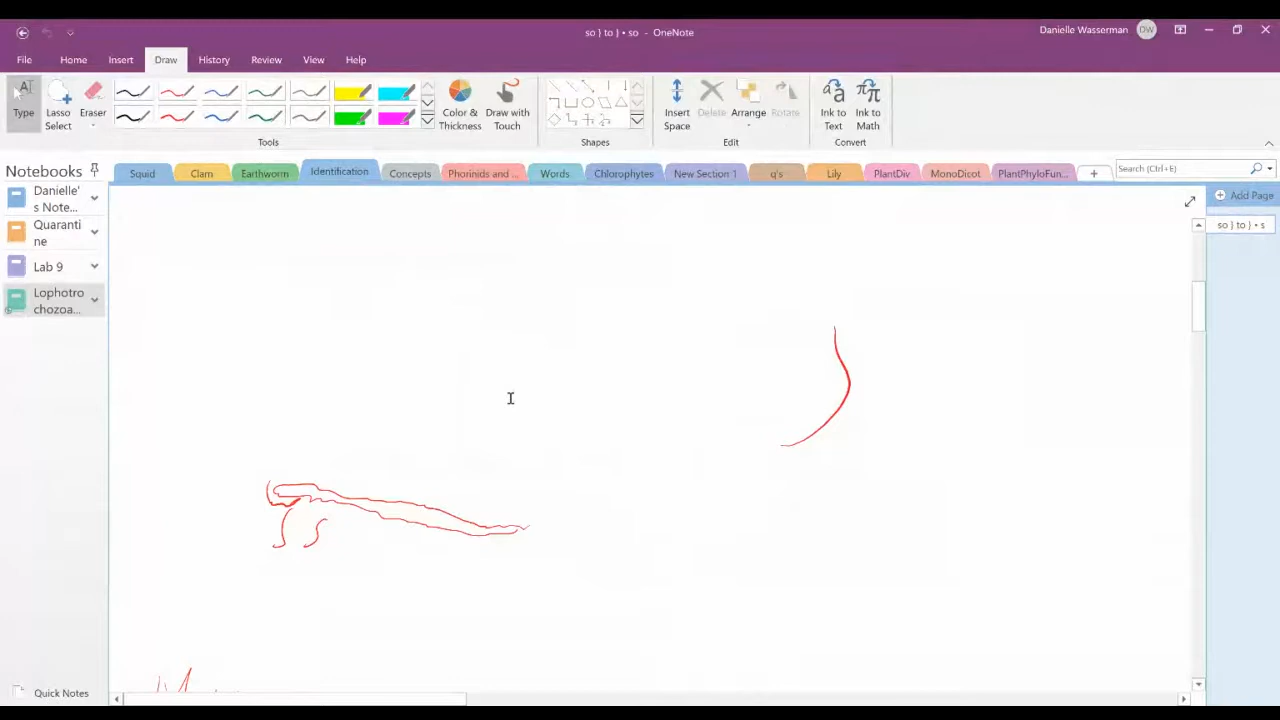 so } to } • so - OneNote
Danielle Wasserman
DW
File Home Insert Draw History Review View Help
Type
Lasso Select
Eraser
Color & Thickness
Draw with Touch
Insert Space
Delete
Arrange
Rotate
Ink to Text
Ink to Math
Tools
Shapes
Edit
Convert
Notebooks
Squid Clam Earthworm Identification Concepts Phorinids and ... Words Chlorophytes New Section 1 q's Lily PlantDiv MonoDicot PlantPhyloFun... +
Search (Ctrl+E)
Danielle'
s Note...
Quaranti
ne
Lab 9
Lophotro
chozoa...
Add Page
so } to } • s
Quick Notes